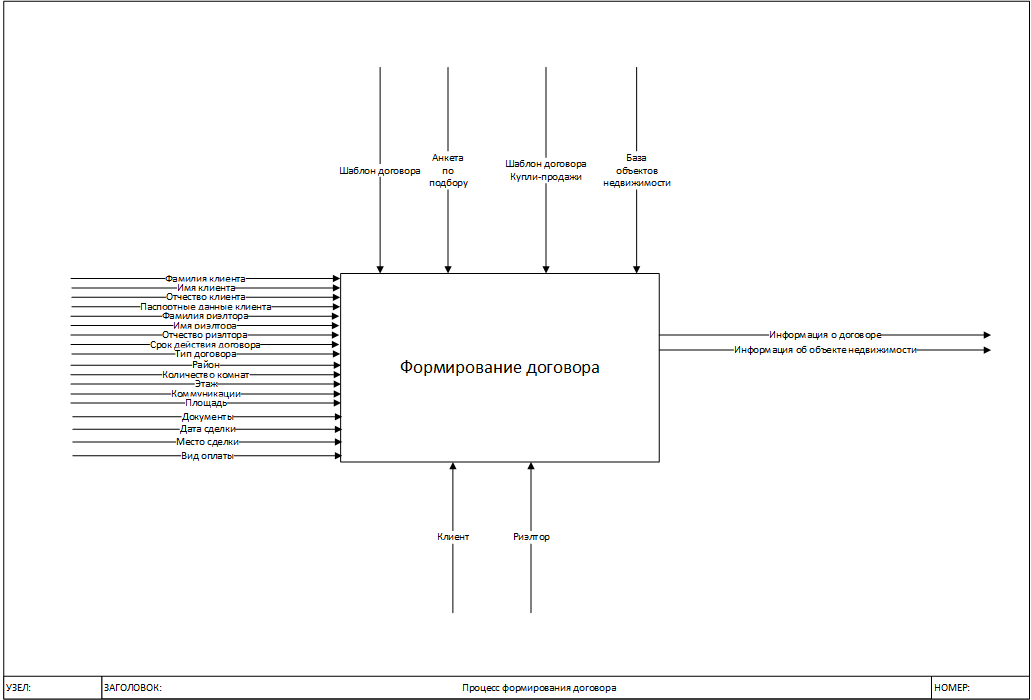 Шаблон договора
Анкета
по
подбору
Шаблон договора
Купли-продажи
База
объектов
недвижимости
Фамилия клиента
Имя клиента
Отчество клиента
Паспортные данные клиента
Фамилия риэлтора
Имя риэлтора
Отчество риэлтора
Срок действия договора
Тип договора
Район
Количество комнат
Этаж
Коммуникации
Площадь
Документы
Дата сделки
Место сделки
Вид оплаты
Формирование договора
Информация о договоре
Информация об объекте недвижимости
Клиент
Риэлтор
УЗЕЛ:
ЗАГОЛОВОК:
Процесс формирования договора
НОМЕР: